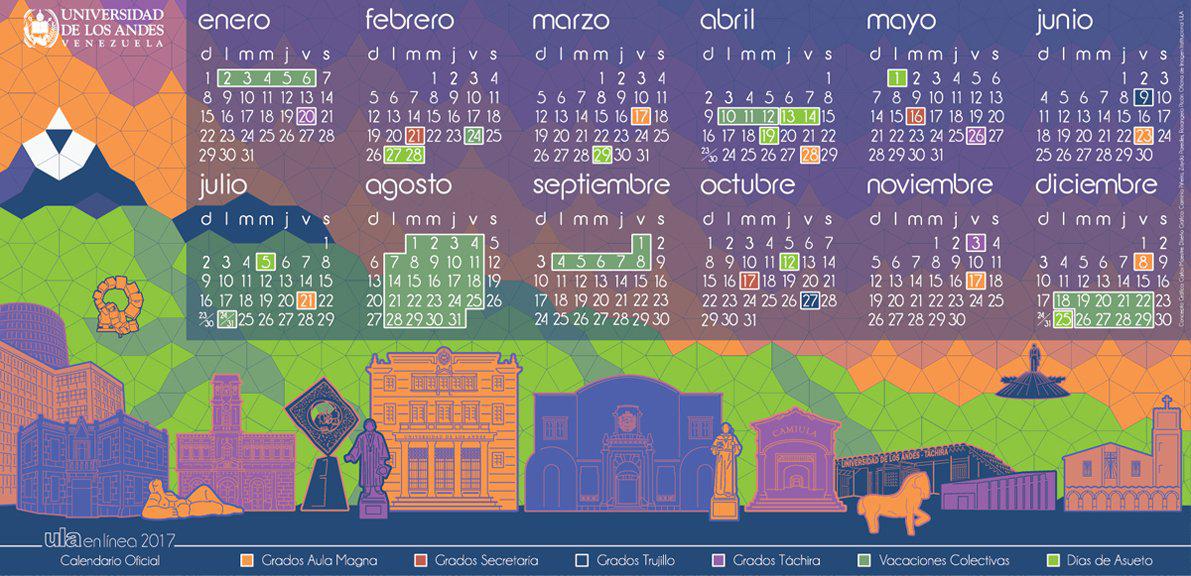 UNIVERSIDAD
DE LOS ANDES
VENEZUELA
enero febrero marzo abril mayo junio
d l m m j v s d l m m j v s d l m m j v s d l m m j v s d l m m j v s d l m m j v s
1 2 3 4 5 6 7 1 2 3 4 1 2 3 4 1 1 2 3 4 5 6 1 2 3
8 9 10 11 12 13 14 5 6 7 8 9 10 11 5 6 7 8 9 10 11 2 3 4 5 6 7 8 7 8 9 10 11 12 13 4 5 6 7 8 9 10
15 16 17 18 19 20 21 12 13 14 15 16 17 18 12 13 14 15 16 17 18 9 10 11 12 13 14 15 14 15 16 17 18 19 20 11 12 13 14 15 16 17
22 23 24 25 26 27 28 19 20 21 22 23 24 25 19 20 21 22 23 24 25 16 17 18 19 20 21 22 21 22 23 24 25 26 27 18 19 20 21 22 23 24
29 30 31 26 27 28 26 27 28 29 30 31 23/30 24 25 26 27 28 29 28 29 30 31 25 26 27 28 29 30
julio agosto septiembre octubre noviembre diciembre
d l m m j v s d l m m j v s d l m m j v s d l m m j v s d l m m j v s d l m m j v s
1 1 2 3 4 5 1 2 1 2 3 4 5 6 7 1 2 3 4 1 2
2 3 4 5 6 7 8 6 7 8 9 10 11 12 3 4 5 6 7 8 9 8 9 10 11 12 13 14 5 6 7 8 9 10 11 3 4 5 6 7 8 9
9 10 11 12 13 14 15 13 14 15 16 17 18 19 10 11 12 13 14 15 16 15 16 17 18 19 20 21 12 13 14 15 16 17 18 10 11 12 13 14 15 16
16 17 18 19 20 21 22 20 21 22 23 24 25 26 17 18 19 20 21 22 23 22 23 24 25 26 27 28 19 20 21 22 23 24 25 17 18 19 20 21 22 23
23/30 24/31 25 26 27 28 29 27 28 29 30 31 24 25 26 27 28 29 30 29 30 31 26 27 28 29 30 24/31 25 26 27 28 29 30
CAMIULA
UNIVERSIDAD DE LOS ANDES - TÁCHIRA
ula en línea 2017
Calendario Oficial
Grados Aula Magna
Grados Secretaría
Grados Trujillo
Grados Táchira
Vacaciones Colectivas
Días de Asueto